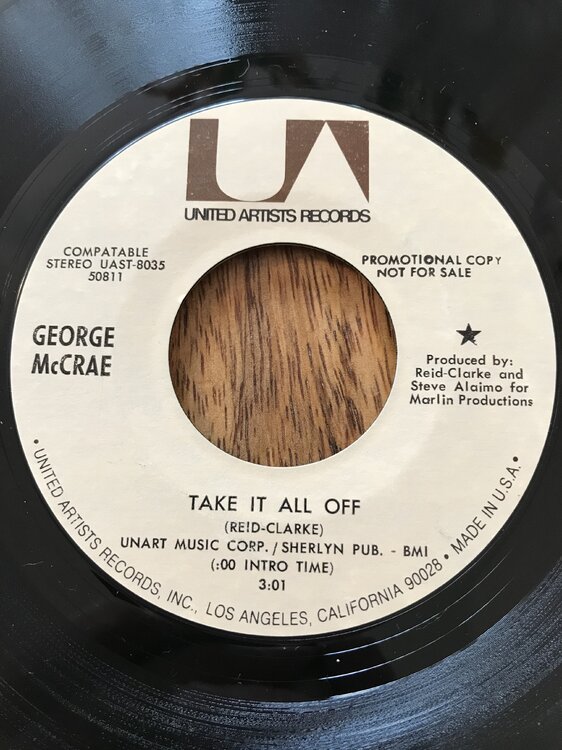 UA
UNITED ARTISTS RECORDS
COMPATABLE
STEREO UAST-8035
50811
PROMOTIONAL COPY
NOT FOR SALE
GEORGE
McCRAE
★
Produced by:
Reid-Clarke and
Steve Alaimo for
Marlin Productions
TAKE IT ALL OFF
(REID-CLARKE)
UNART MUSIC CORP./SHERLYN PUB. - BMI
(:00 INTRO TIME)
3:01
• UNITED ARTISTS RECORDS, INC., LOS ANGELES, CALIFORNIA 90028 • MADE IN U.S.A. •